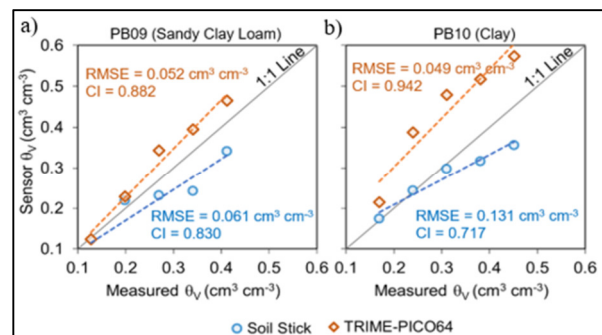 a)
PB09 (Sandy Clay Loam)
0.6
0.5
0.4
0.3
0.2
0.1
Sensor θV (cm³ cm⁻³)
RMSE = 0.052 cm³ cm⁻³
CI = 0.882
1:1 Line
RMSE = 0.061 cm³ cm⁻³
CI = 0.830
0.1 0.2 0.3 0.4 0.5 0.6
Measured θV (cm³ cm⁻³)
b)
PB10 (Clay)
RMSE = 0.049 cm³ cm⁻³
CI = 0.942
1:1 Line
RMSE = 0.131 cm³ cm⁻³
CI = 0.717
0.1 0.2 0.3 0.4 0.5 0.6
Measured θV (cm³ cm⁻³)
Soil Stick TRIME-PICO64